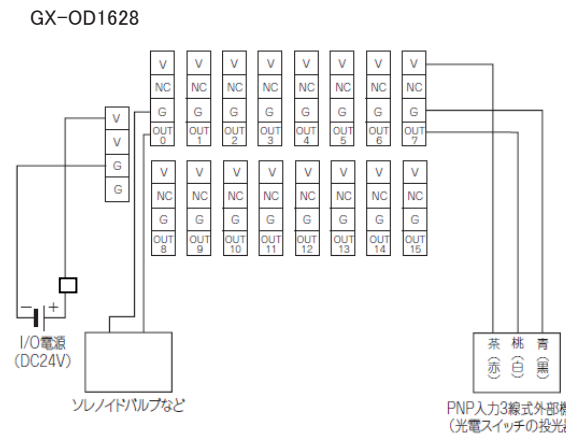 GX-OD1628
V V V V V V V V
NC NC NC NC NC NC NC NC
G G G G G G G G
OUT 0 OUT 1 OUT 2 OUT 3 OUT 4 OUT 5 OUT 6 OUT 7
V
V
G
G
V V V V V V V V
NC NC NC NC NC NC NC NC
G G G G G G G G
OUT 8 OUT 9 OUT 10 OUT 11 OUT 12 OUT 13 OUT 14 OUT 15
− +
I/O電源
(DC24V)
ソレノイドバルブなど
茶 桃 青
(赤) (白) (黒)
PNP入力3線式外部機
(光電スイッチの投光